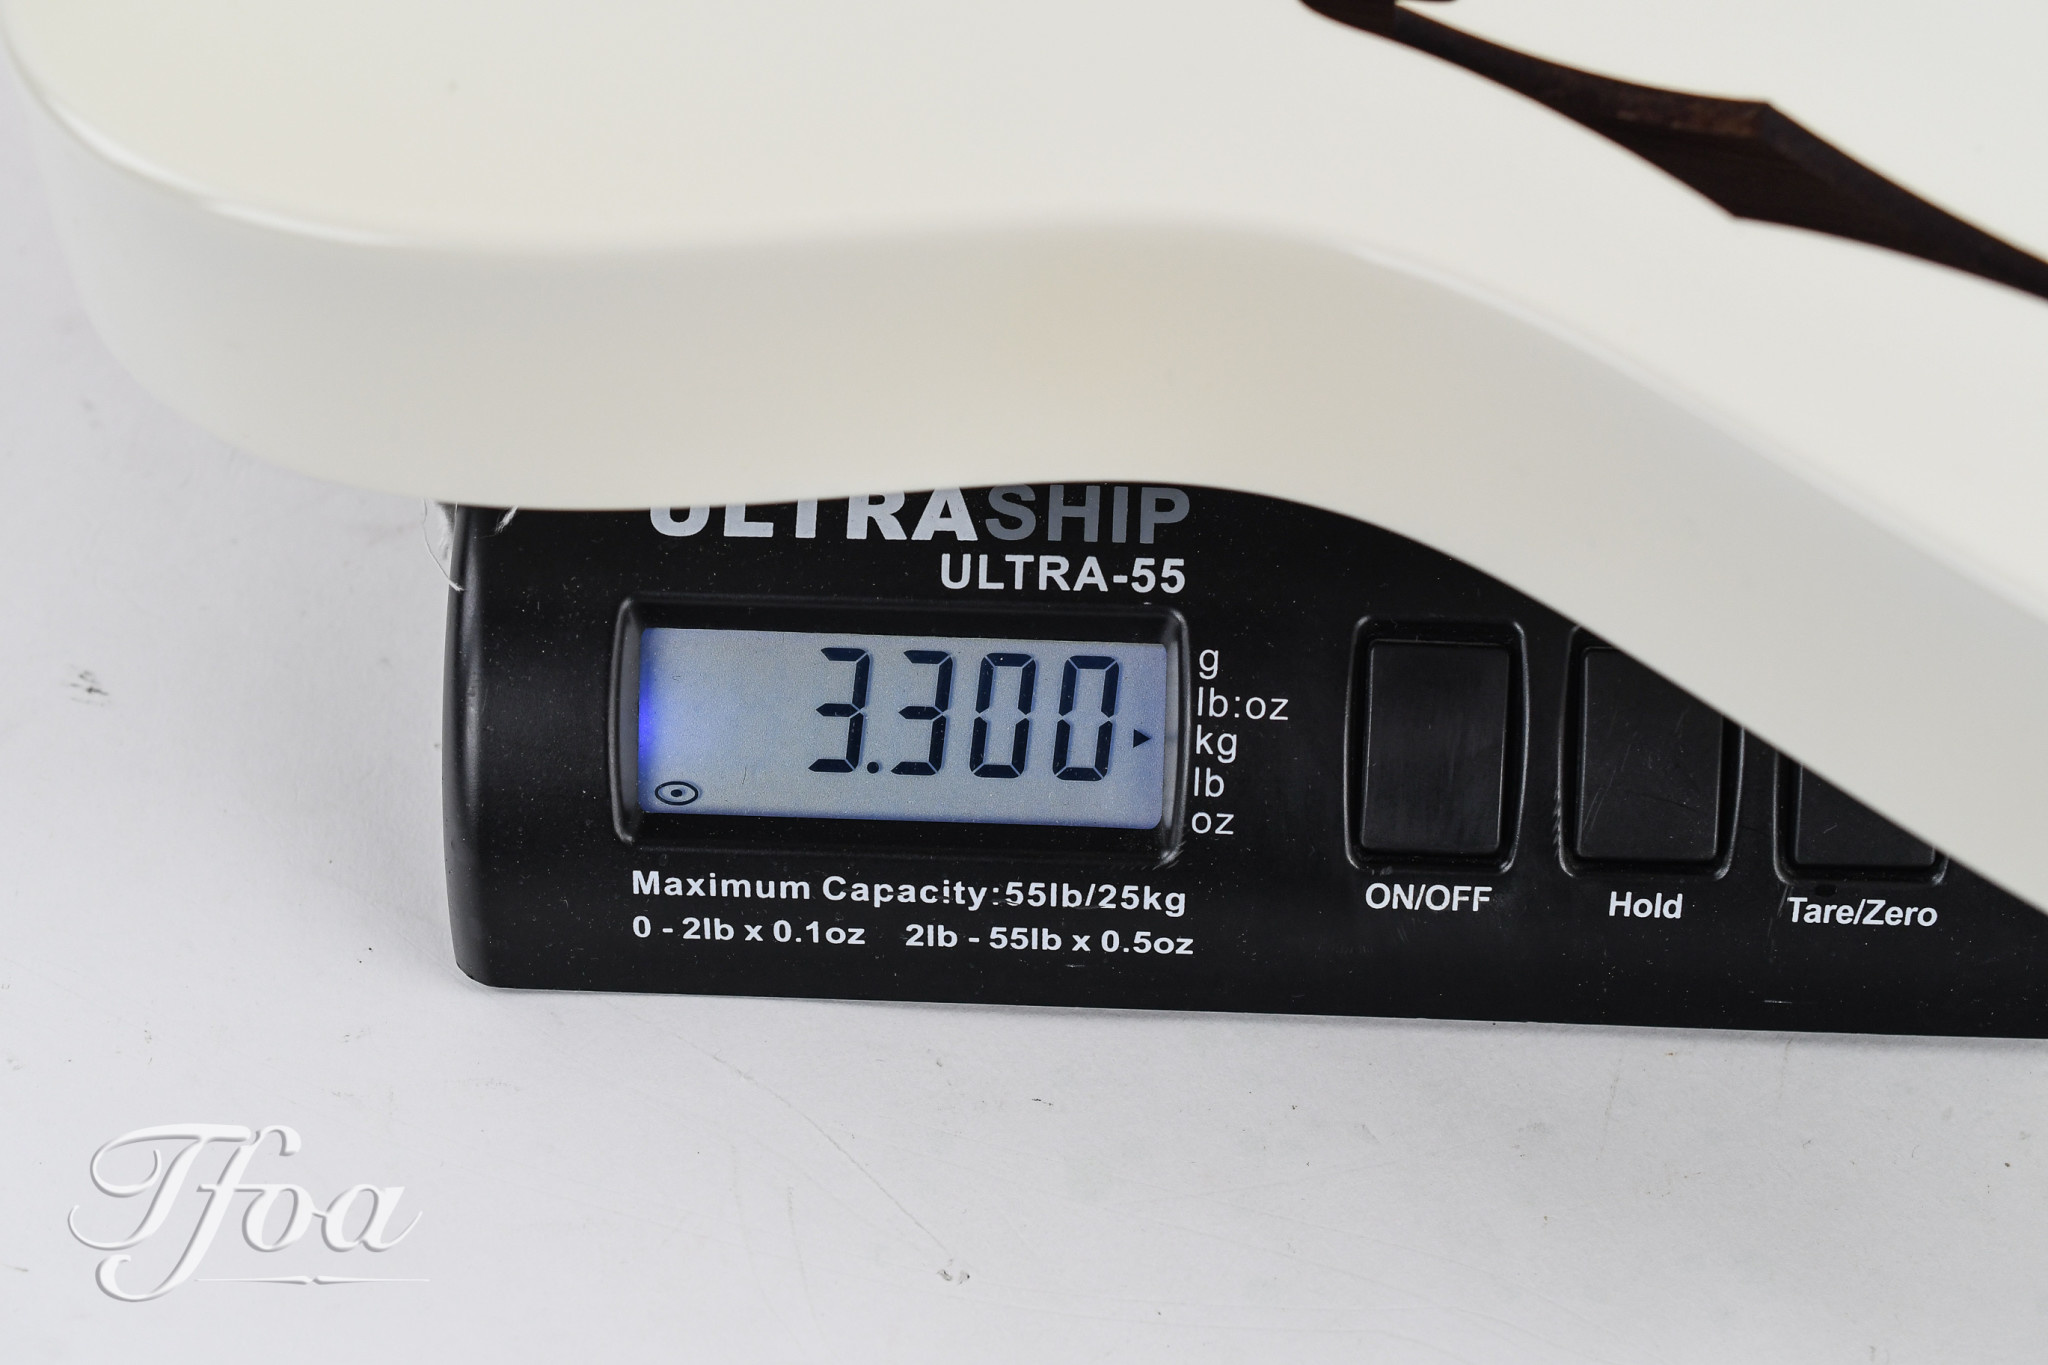 ULTRASHIP
ULTRA-55
3.300
g
lb:oz
kg
lb
oz
Maximum Capacity:55lb/25kg
0 - 2lb x 0.1oz 2lb - 55lb x 0.5oz
ON/OFF
Hold
Tare/Zero
Tfoa